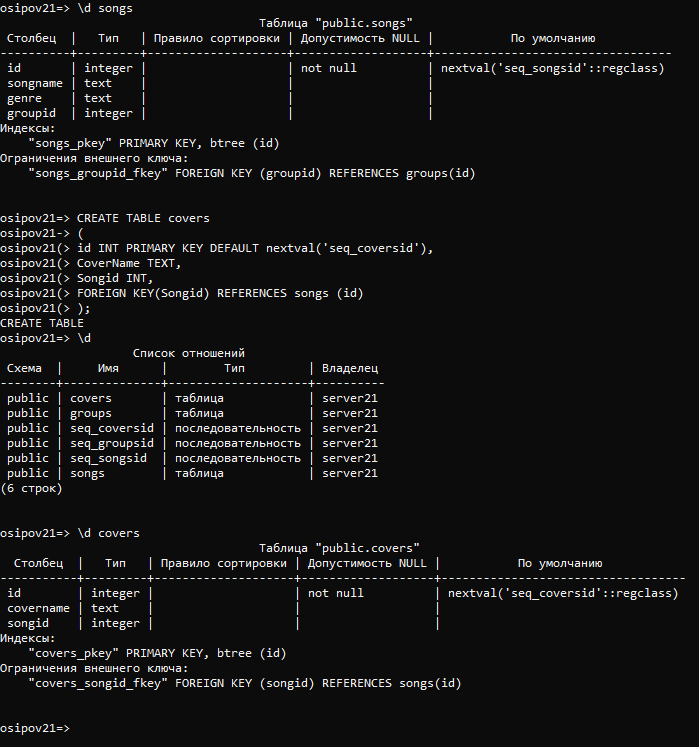 osipov21=> \d songs
                                     Таблица "public.songs"
 Столбец  |   Тип   | Правило сортировки | Допустимость NULL |           По умолчанию
----------+---------+--------------------+-------------------+----------------------------------
 id       | integer |                    | not null          | nextval('seq_songsid'::regclass)
 songname | text    |                    |                   |
 genre    | text    |                    |                   |
 groupid  | integer |                    |                   |
Индексы:
    "songs_pkey" PRIMARY KEY, btree (id)
Ограничения внешнего ключа:
    "songs_groupid_fkey" FOREIGN KEY (groupid) REFERENCES groups(id)
osipov21=> CREATE TABLE covers
osipov21-> (
osipov21(> id INT PRIMARY KEY DEFAULT nextval('seq_coversid'),
osipov21(> CoverName TEXT,
osipov21(> Songid INT,
osipov21(> FOREIGN KEY(Songid) REFERENCES songs (id)
osipov21(> );
CREATE TABLE
osipov21=> \d
                   Список отношений
 Схема  |     Имя      |        Тип         | Владелец
--------+--------------+--------------------+----------
 public | covers       | таблица            | server21
 public | groups       | таблица            | server21
 public | seq_coversid | последовательность | server21
 public | seq_groupsid | последовательность | server21
 public | seq_songsid  | последовательность | server21
 public | songs        | таблица            | server21
(6 строк)
osipov21=> \d covers
                                     Таблица "public.covers"
  Столбец  |   Тип   | Правило сортировки | Допустимость NULL |           По умолчанию
-----------+---------+--------------------+-------------------+-----------------------------------
 id        | integer |                    | not null          | nextval('seq_coversid'::regclass)
 covername | text    |                    |                   |
 songid    | integer |                    |                   |
Индексы:
    "covers_pkey" PRIMARY KEY, btree (id)
Ограничения внешнего ключа:
    "covers_songid_fkey" FOREIGN KEY (songid) REFERENCES songs(id)
osipov21=>